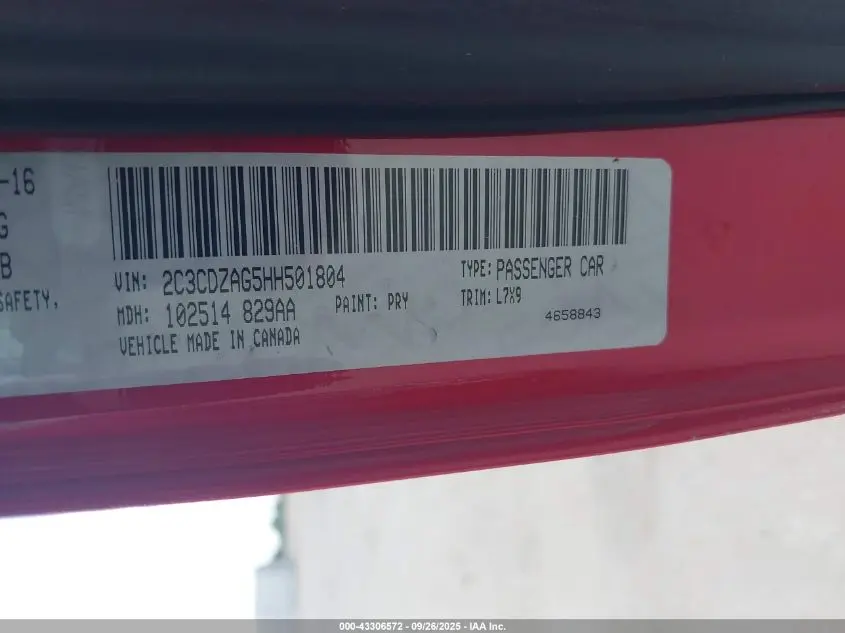 -16
G
B
SAFETY.
VIN: 2C3CDZAG5HH501804
TYPE: PASSENGER CAR
MDH: 102514 829AA
PAINT: PRY
TRIM: L7X9
VEHICLE MADE IN CANADA
4658843
000-43306572 - 09/26/2025 - IAA Inc.